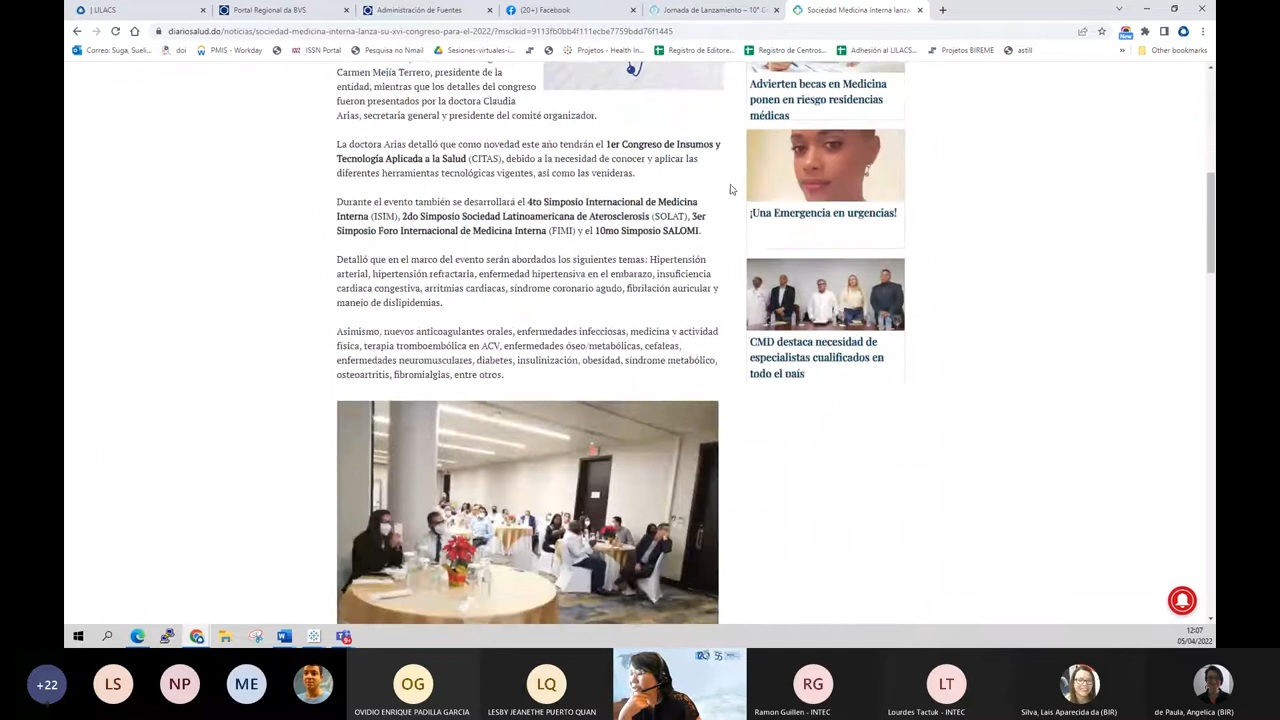 LILACS
Portal Regional da BVS
Administración de Fuentes
(20+) Facebook
Jornada de Lanzamiento – 10° C
Sociedad Medicina Interna lanza
diariosalud.do/noticias/sociedad-medicina-interna-lanza-su-xvi-congreso-para-el-2022/?msclkid=9113fb0bb4f111ecbe7759dd76f1445
Correo: Suga, Sueli...
doi
PMIS - Workday
ISSN Portal
Pesquisa no Nmail
Sesiones-virtuales-i...
Projetos - Health In...
Registro de Editore...
Registro de Centros...
Adhesión al LILACS...
Projetos BIREME
astill
Other bookmarks
Carmen Mejía Terrero, presidente de la
entidad, mientras que los detalles del congreso
fueron presentados por la doctora Claudia
Arias, secretaria general y presidente del comité organizador.
La doctora Arias detalló que como novedad este año tendrán el 1er Congreso de Insumos y
Tecnología Aplicada a la Salud (CITAS), debido a la necesidad de conocer y aplicar las
diferentes herramientas tecnológicas vigentes, así como las venideras.
Durante el evento también se desarrollará el 4to Simposio Internacional de Medicina
Interna (ISIM), 2do Simposio Sociedad Latinoamericana de Aterosclerosis (SOLAT), 3er
Simposio Foro Internacional de Medicina Interna (FIMI) y el 10mo Simposio SALOMI.
Detalló que en el marco del evento serán abordados los siguientes temas: Hipertensión
arterial, hipertensión refractaria, enfermedad hipertensiva en el embarazo, insuficiencia
cardiaca congestiva, arritmias cardiacas, síndrome coronario agudo, fibrilación auricular y
manejo de dislipidemias.
Asimismo, nuevos anticoagulantes orales, enfermedades infecciosas, medicina y actividad
física, terapia tromboembólica en ACV, enfermedades óseo/metabólicas, cefaleas,
enfermedades neuromusculares, diabetes, insulinización, obesidad, síndrome metabólico,
osteoartritis, fibromialgias, entre otros.
Advierten becas en Medicina
ponen en riesgo residencias
médicas
¡Una Emergencia en urgencias!
CMD destaca necesidad de
especialistas cualificados en
todo el país
12:07
05/04/2022
+22
LS
NP
ME
OG
OVIDIO ENRIQUE PADILLA GARCIA
LQ
LESBY JEANETHE PUERTO QUAN
RG
Ramon Guillen - INTEC
LT
Lourdes Tactuk - INTEC
Silva, Lais Aparecida da (BIR)
de Paula, Angelica (BIR)